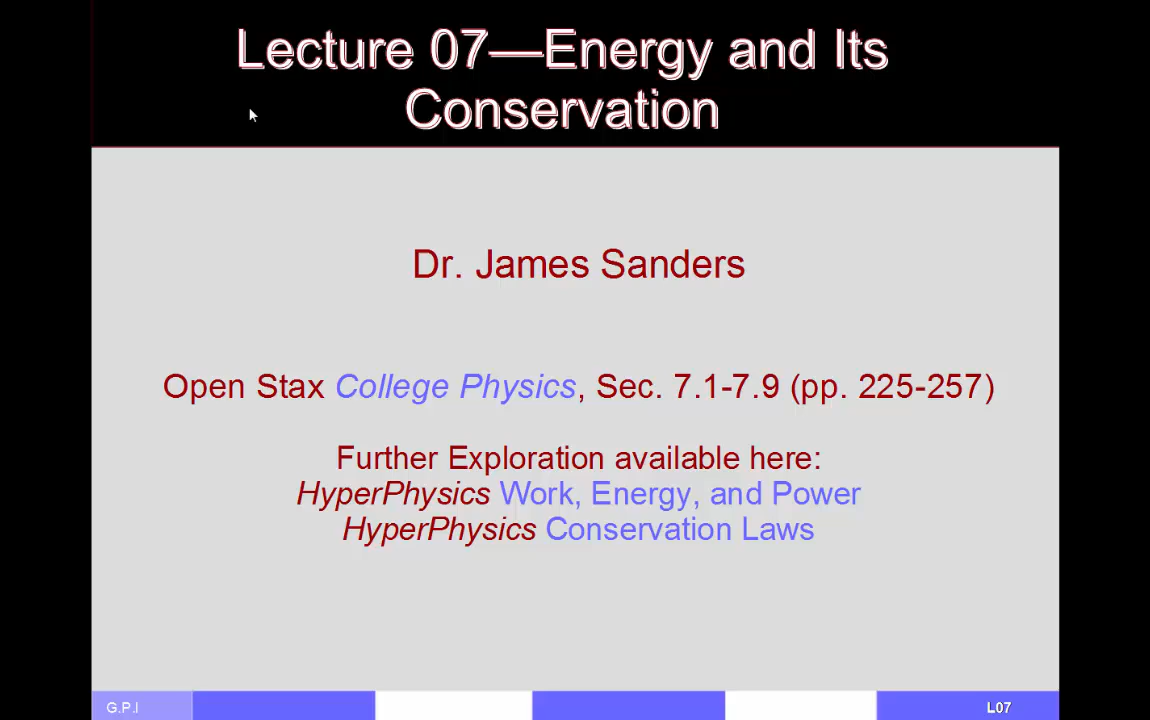 Lecture 07—Energy and Its
Conservation
Dr. James Sanders
Open Stax College Physics, Sec. 7.1-7.9 (pp. 225-257)
Further Exploration available here:
HyperPhysics Work, Energy, and Power
HyperPhysics Conservation Laws
G.P.I
L07